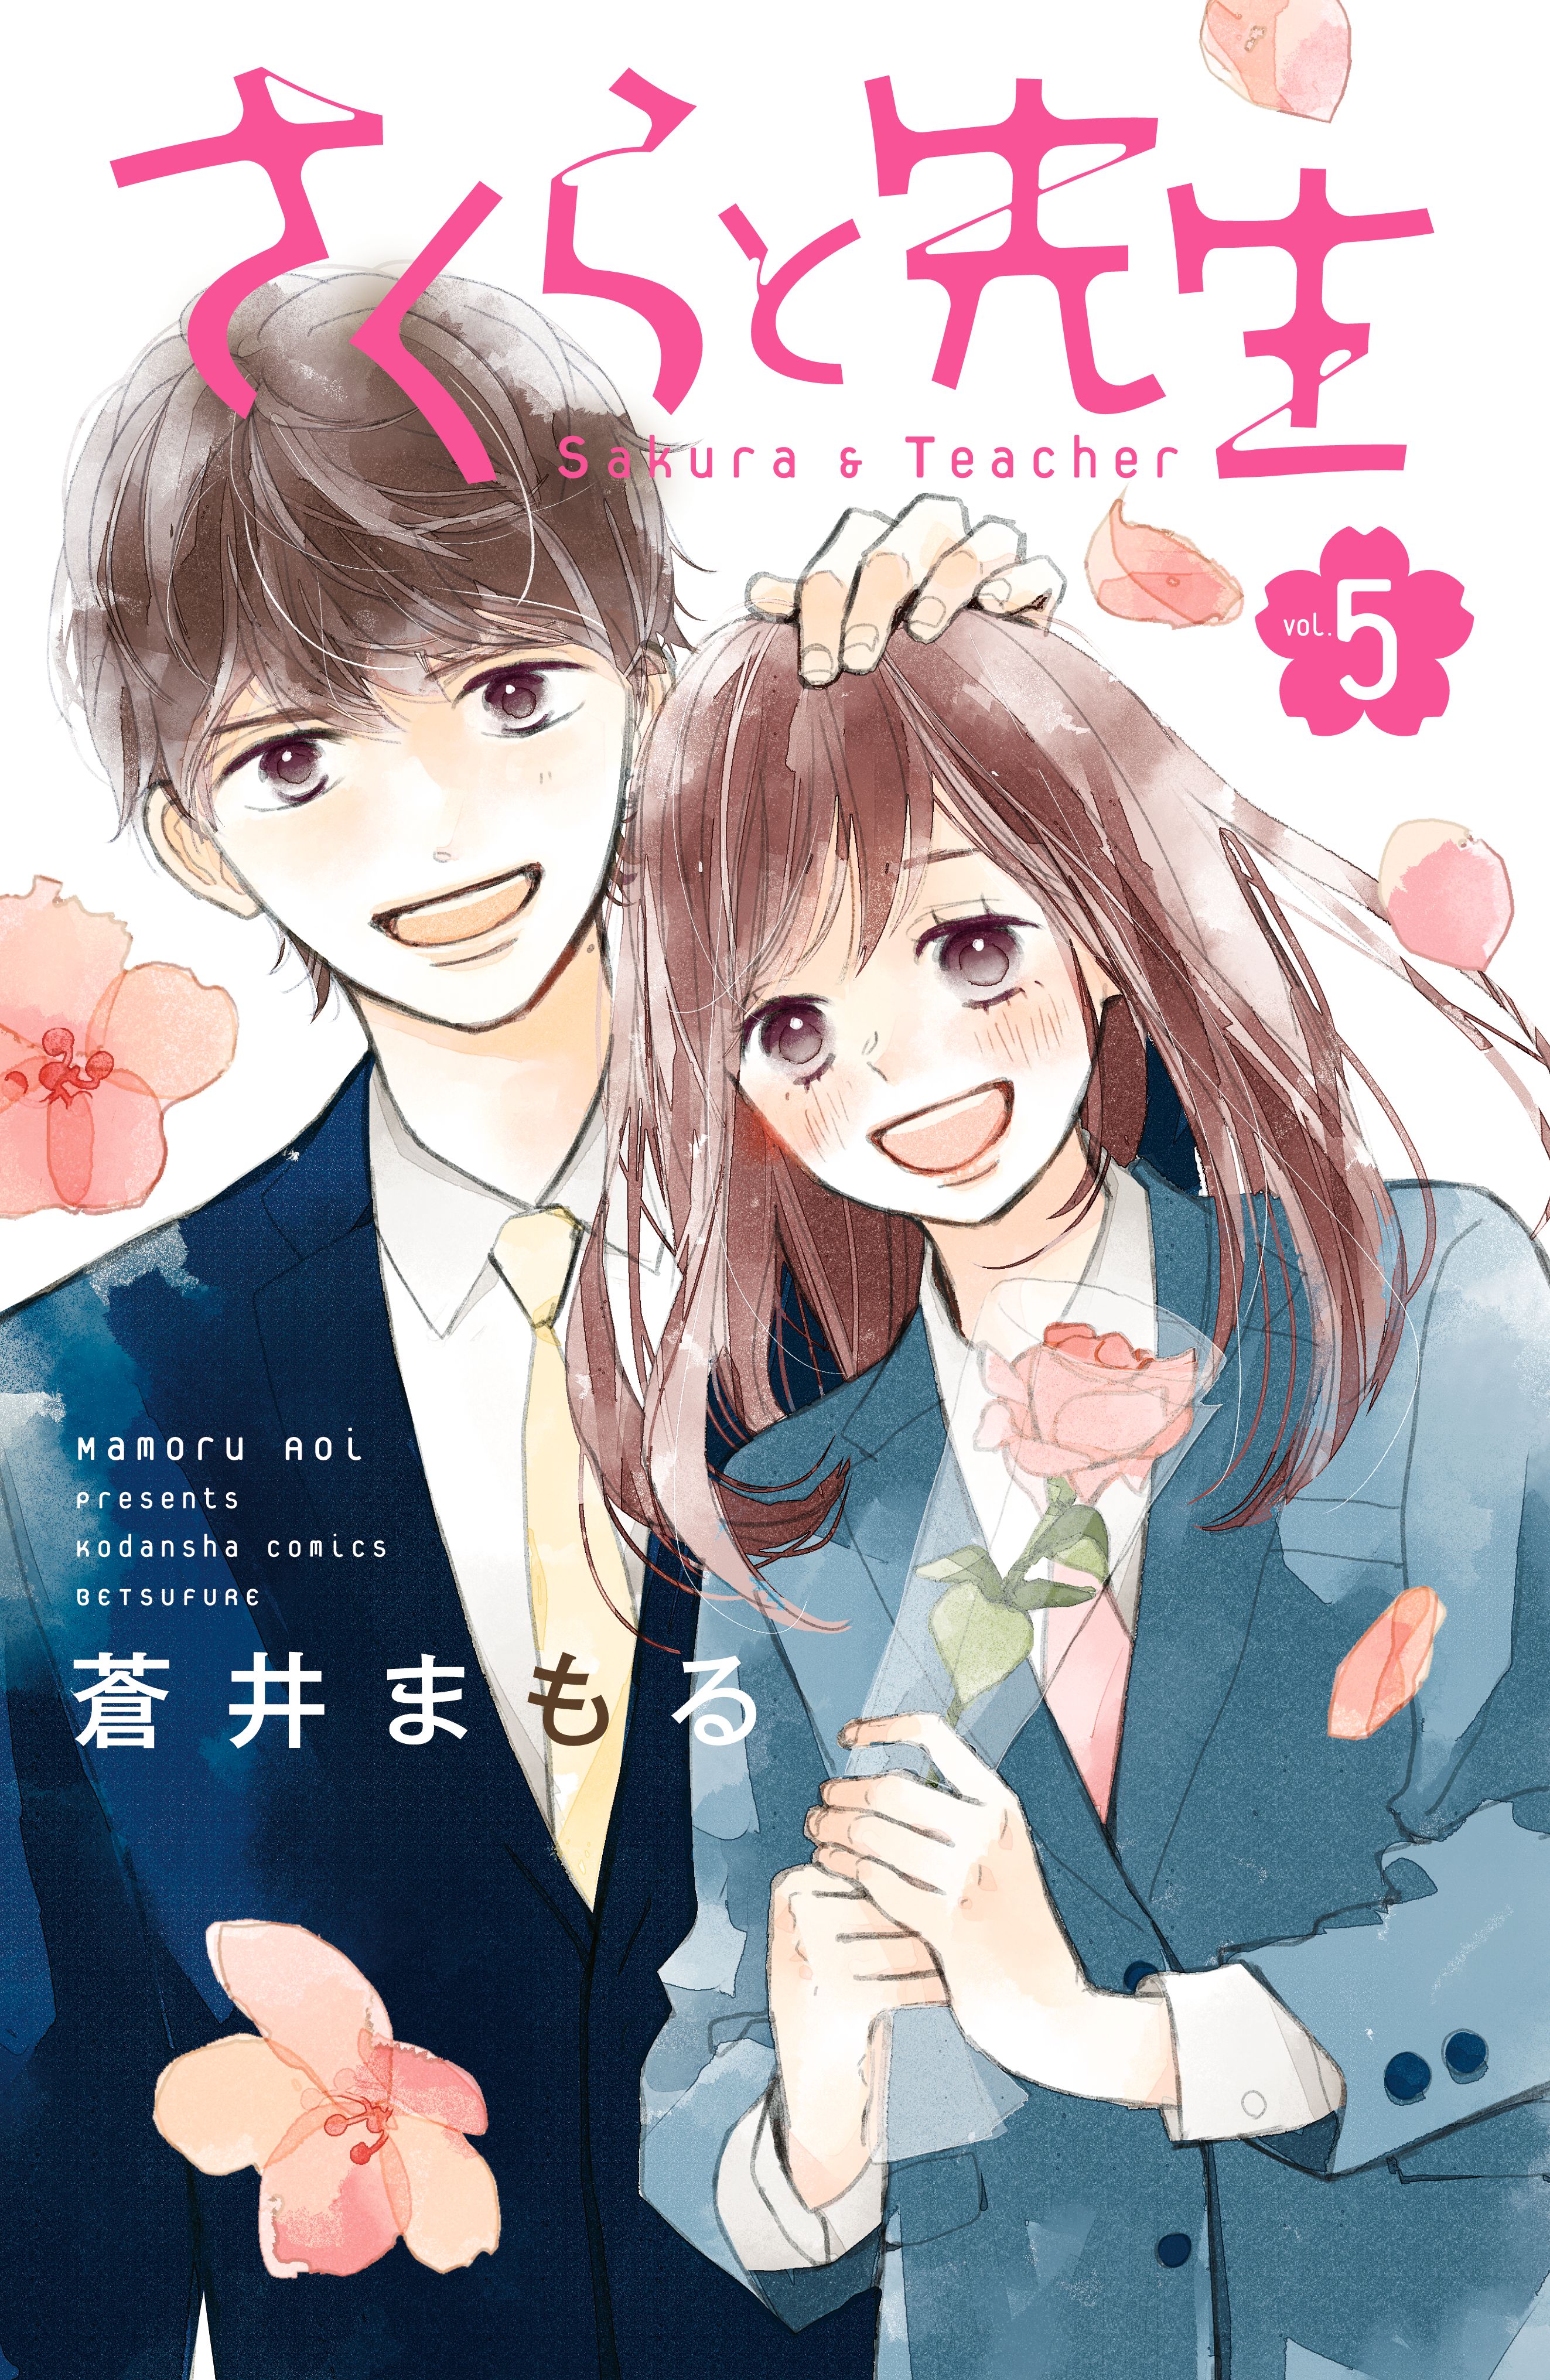 さくらと先生
Sakura & Teacher
vol.5
Mamoru Aoi
Presents
Kodansha comics
BETSUFURE
蒼井まもる